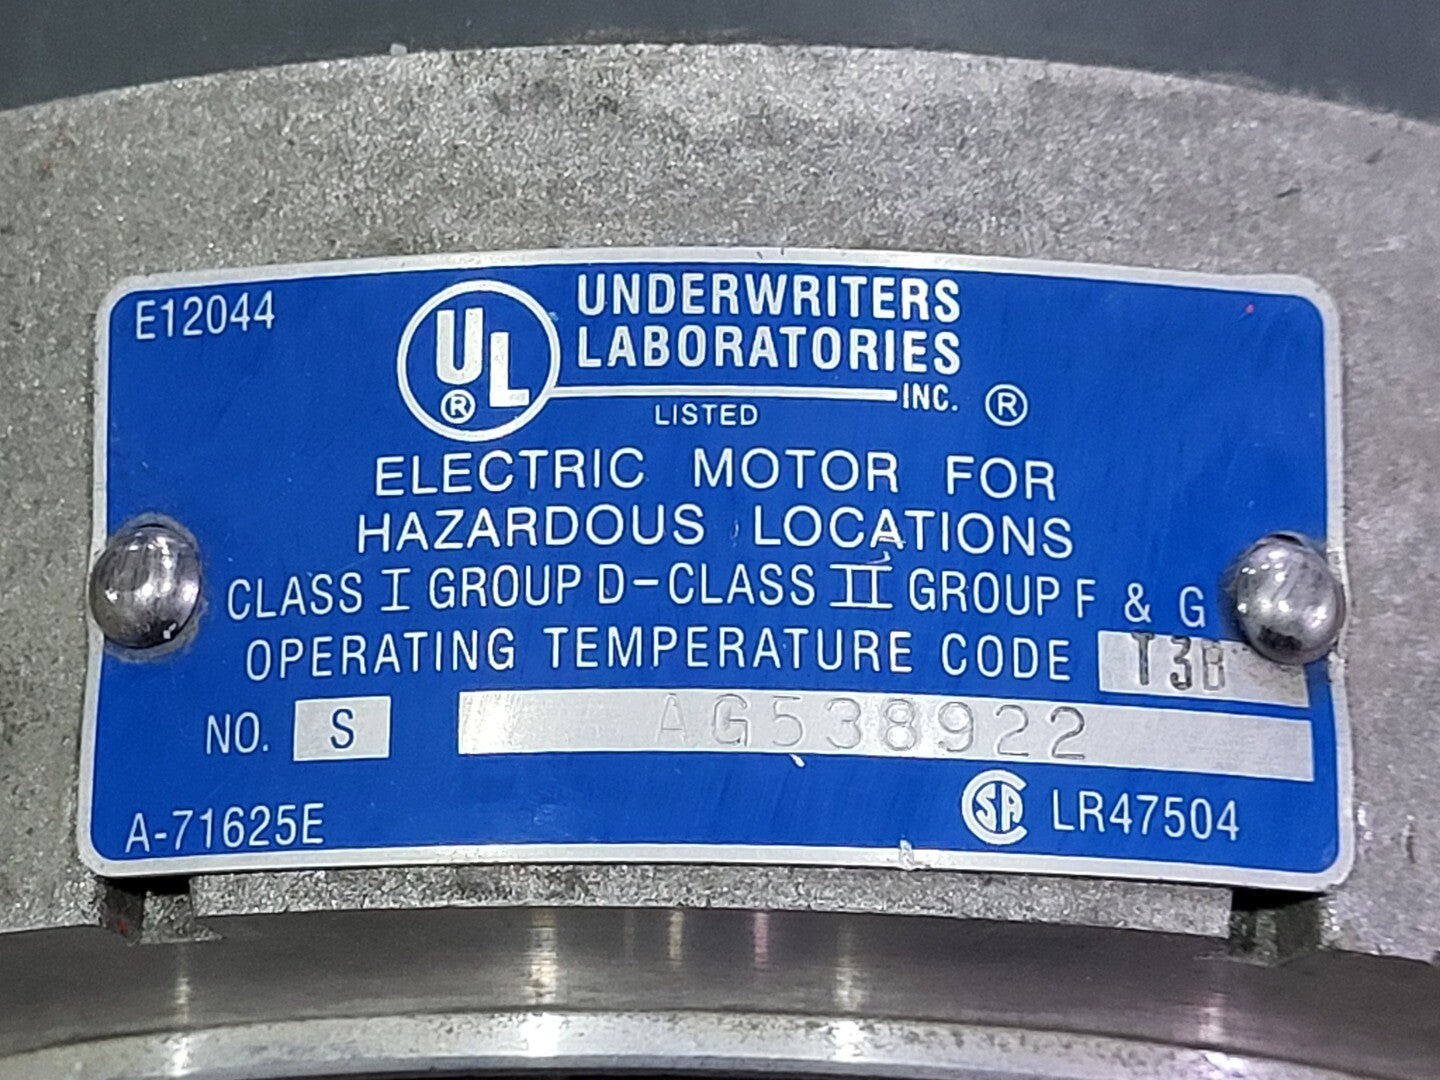 E12044
UL®
UNDERWRITERS
LABORATORIES
INC. ®
LISTED
ELECTRIC MOTOR FOR
HAZARDOUS LOCATIONS
CLASS I GROUP D-CLASS II GROUP F & G
OPERATING TEMPERATURE CODE T3B
NO. S AG538922
A-71625E
SA LR47504